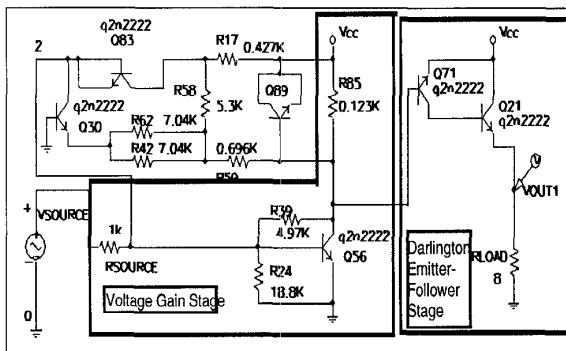 q2n2222
Q83
2
R17
0.427K
Vcc
Vcc
R58
5.3K
Q89
R85
0.123K
Q71
q2n2222
Q21
q2n2222
q2n2222
Q30
R62
7.04K
R42
7.04K
0.696K
R50
V
VOUT1
+
VSOURCE
1k
RSOURCE
R39
4.97K
q2n2222
Q56
R24
18.8K
Voltage Gain Stage
Darlington
Emitter-
Follower
Stage
RLOAD
8
0